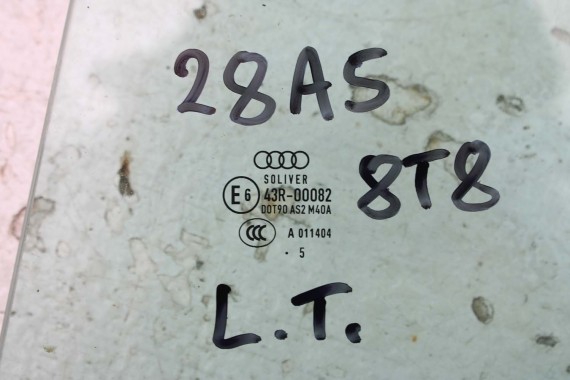 28A5
SOLIVER
E6 43R-00082
DOT90 AS2 M40A
8T8
CCC A 011404
· 5
L.T.